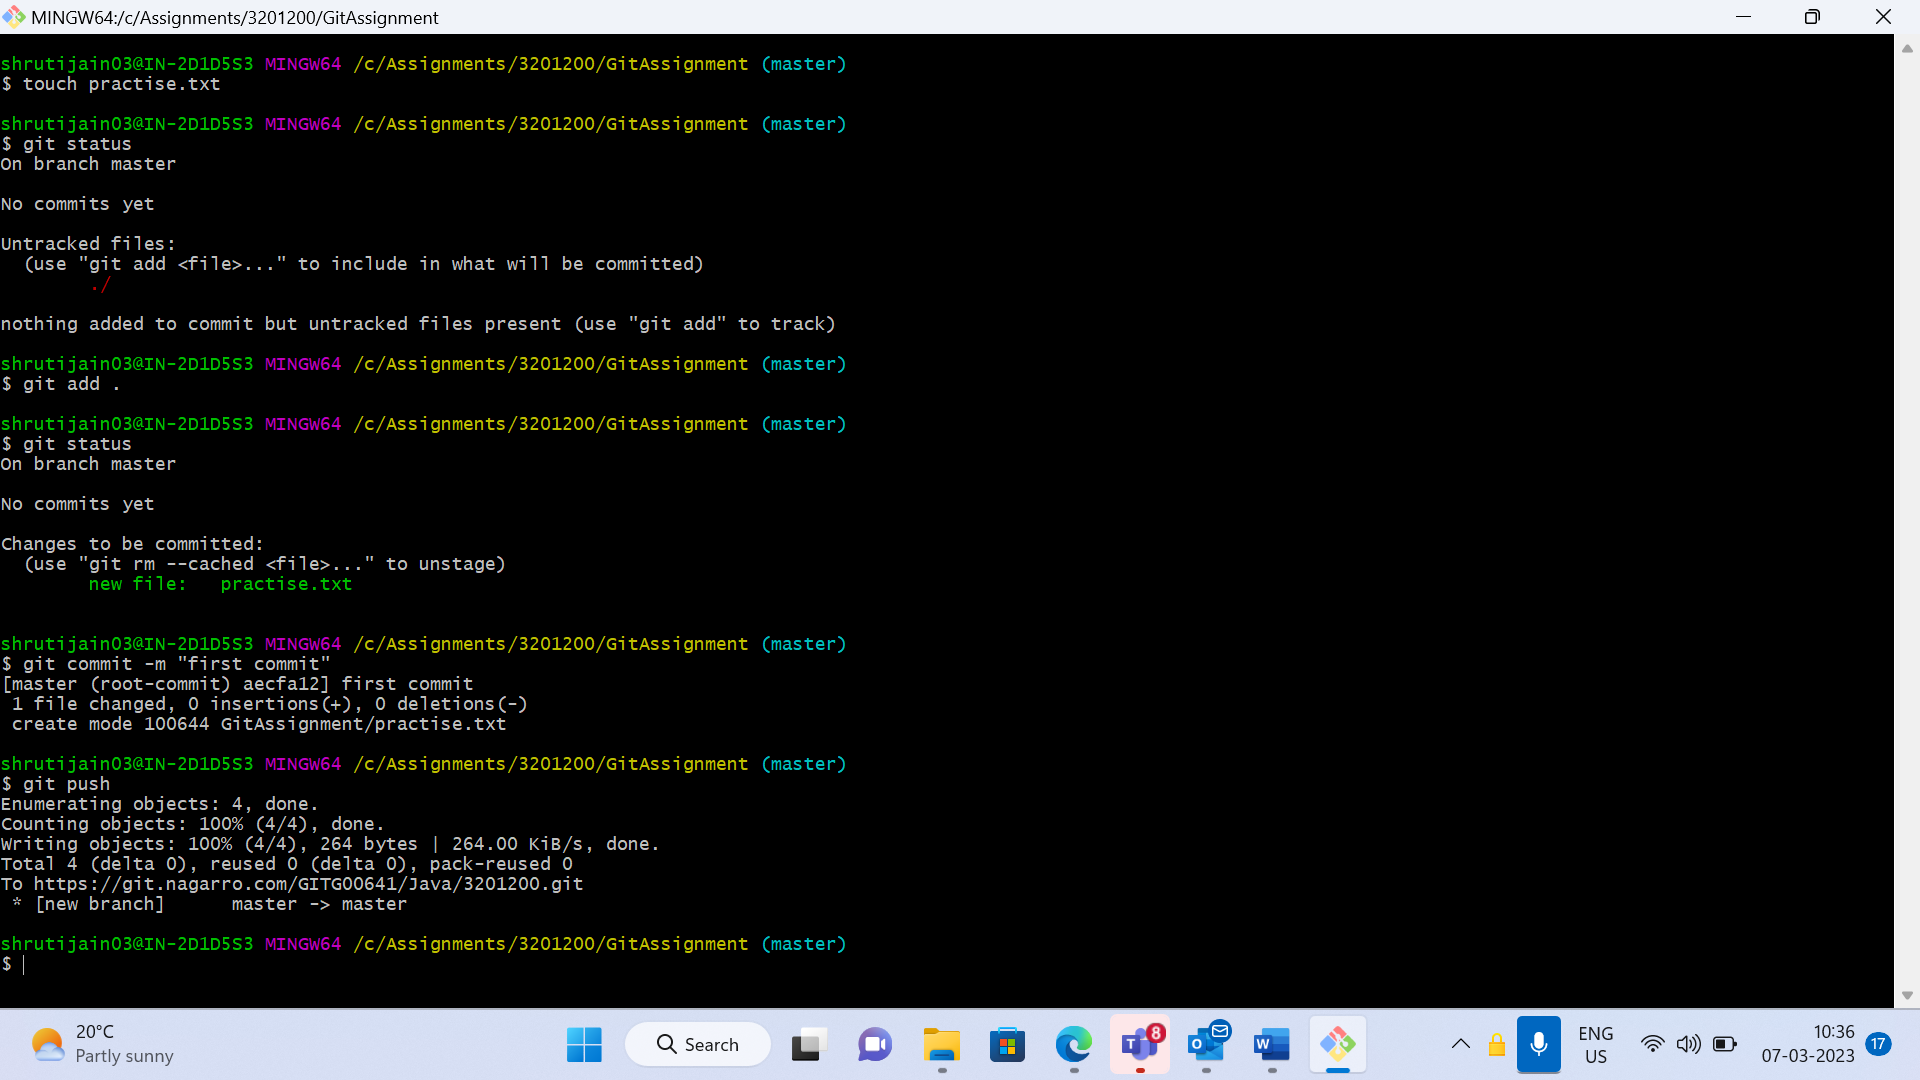 MINGW64:/c/Assignments/3201200/GitAssignment
shrutijain03@IN-2D1D5S3 MINGW64 /c/Assignments/3201200/GitAssignment (master)
$ touch practise.txt
shrutijain03@IN-2D1D5S3 MINGW64 /c/Assignments/3201200/GitAssignment (master)
$ git status
On branch master
No commits yet
Untracked files:
  (use "git add <file>..." to include in what will be committed)
        ./
nothing added to commit but untracked files present (use "git add" to track)
shrutijain03@IN-2D1D5S3 MINGW64 /c/Assignments/3201200/GitAssignment (master)
$ git add .
shrutijain03@IN-2D1D5S3 MINGW64 /c/Assignments/3201200/GitAssignment (master)
$ git status
On branch master
No commits yet
Changes to be committed:
  (use "git rm --cached <file>..." to unstage)
        new file:   practise.txt
shrutijain03@IN-2D1D5S3 MINGW64 /c/Assignments/3201200/GitAssignment (master)
$ git commit -m "first commit"
[master (root-commit) aecfa12] first commit
 1 file changed, 0 insertions(+), 0 deletions(-)
 create mode 100644 GitAssignment/practise.txt
shrutijain03@IN-2D1D5S3 MINGW64 /c/Assignments/3201200/GitAssignment (master)
$ git push
Enumerating objects: 4, done.
Counting objects: 100% (4/4), done.
Writing objects: 100% (4/4), 264 bytes | 264.00 KiB/s, done.
Total 4 (delta 0), reused 0 (delta 0), pack-reused 0
To https://git.nagarro.com/GITG00641/Java/3201200.git
 * [new branch]      master -> master
shrutijain03@IN-2D1D5S3 MINGW64 /c/Assignments/3201200/GitAssignment (master)
$
20°C
Partly sunny
Search
T
8
O
W
ENG
US
10:36
07-03-2023
17